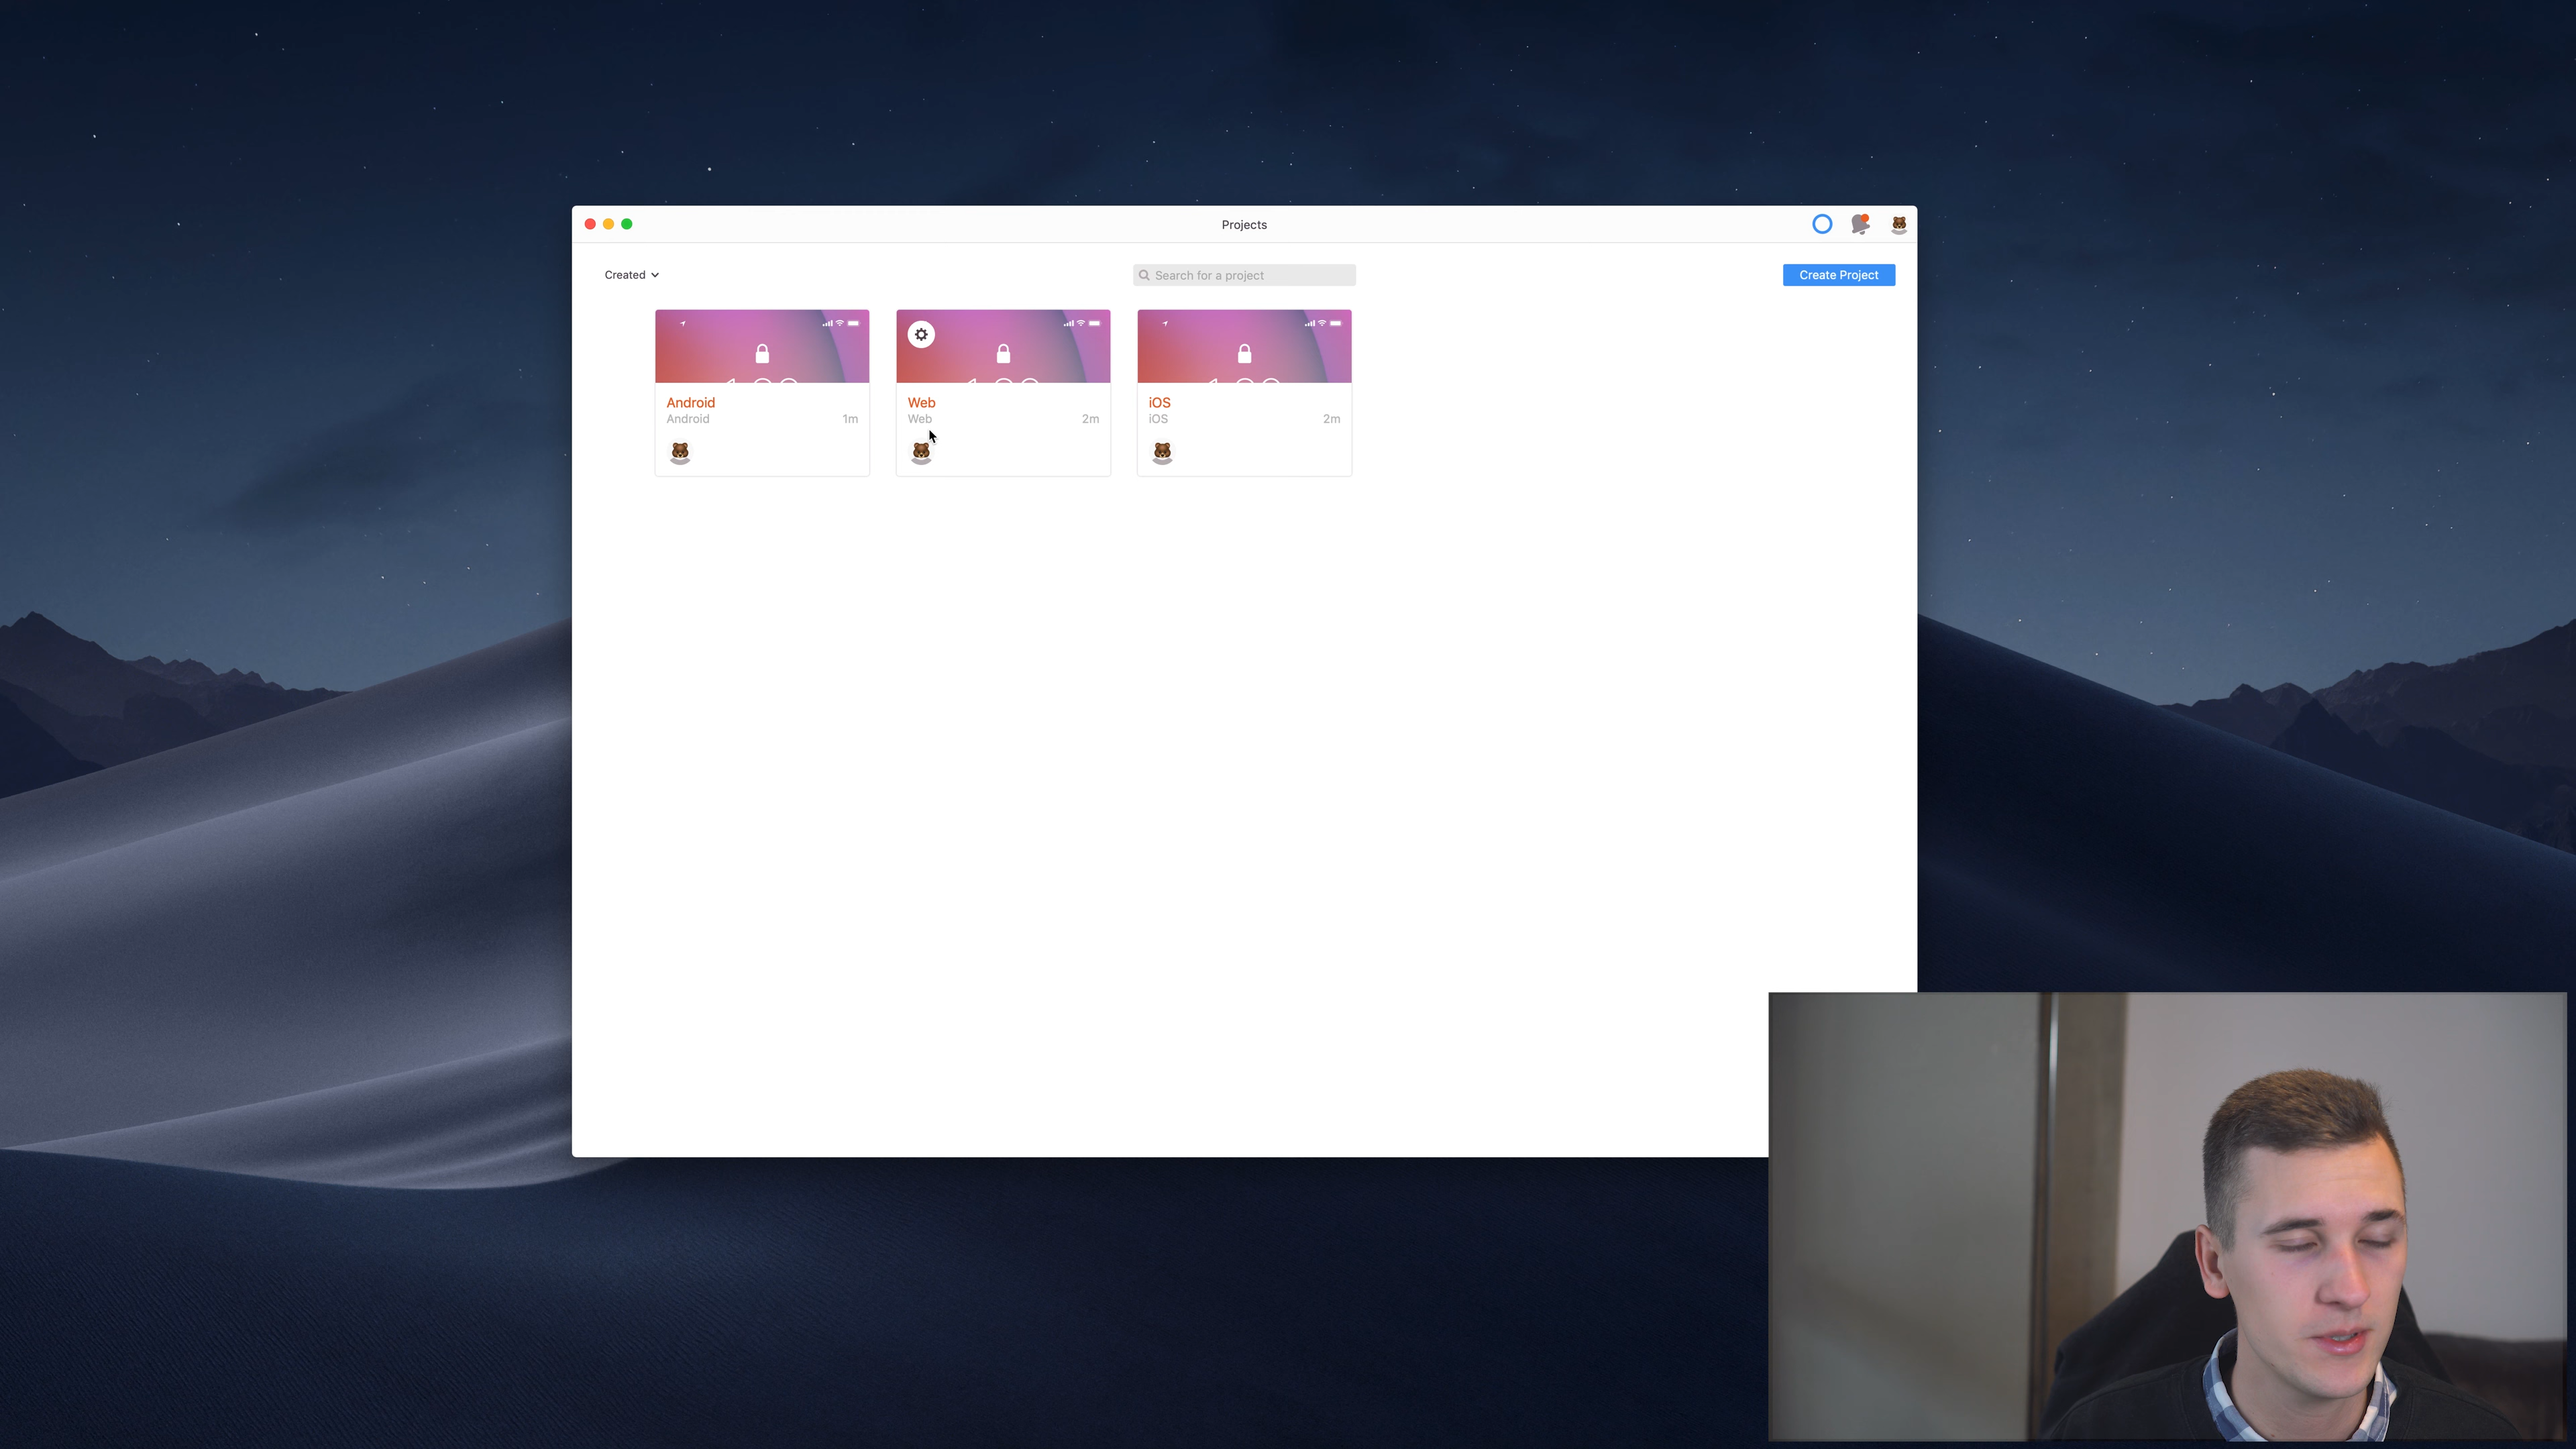 Projects
Created
Search for a project
Create Project
Android
Android 1m
Web
Web 2m
iOS
iOS 2m